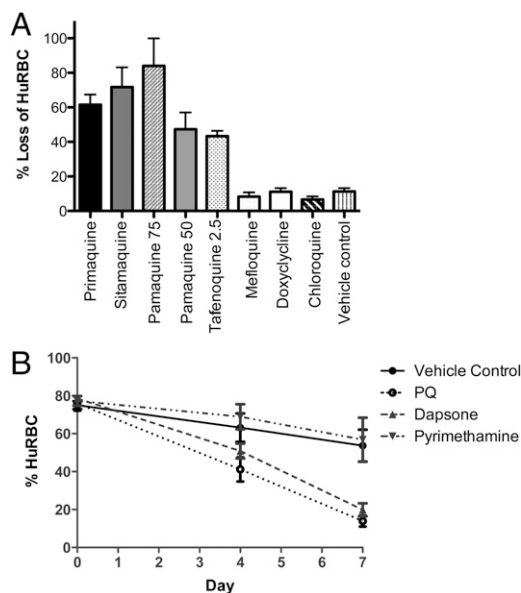 A
% Loss of HuRBC
100
80
60
40
20
0
Primaquine
Sitamaquine
Pamaquine 75
Pamaquine 50
Tafenoquine 2.5
Mefloquine
Doxyclycline
Chloroquine
Vehicle control
B
% HuRBC
100
80
60
40
20
0
0 1 2 3 4 5 6 7
Day
Vehicle Control
PQ
Dapsone
Pyrimethamine